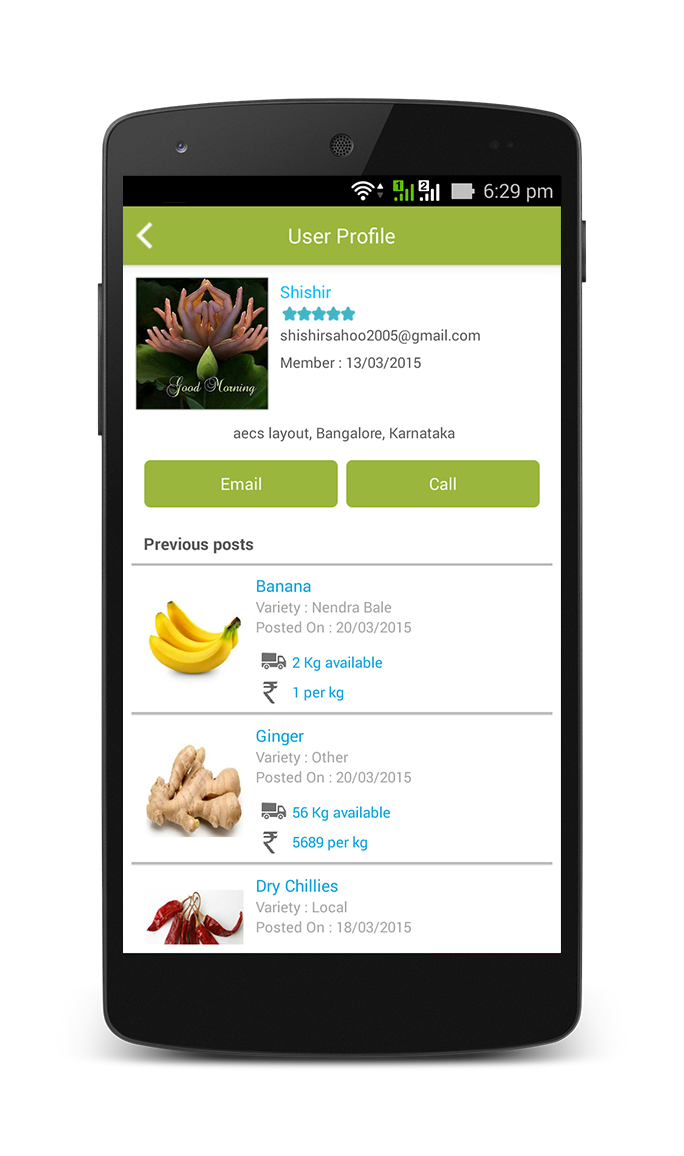 1 2 6:29 pm
User Profile
Shishir
shishirsahoo2005@gmail.com
Member : 13/03/2015
Good Morning
aecs layout, Bangalore, Karnataka
Email Call
Previous posts
Banana
Variety : Nendra Bale
Posted On : 20/03/2015
2 Kg available
₹ 1 per kg
Ginger
Variety : Other
Posted On : 20/03/2015
56 Kg available
₹ 5689 per kg
Dry Chillies
Variety : Local
Posted On : 18/03/2015